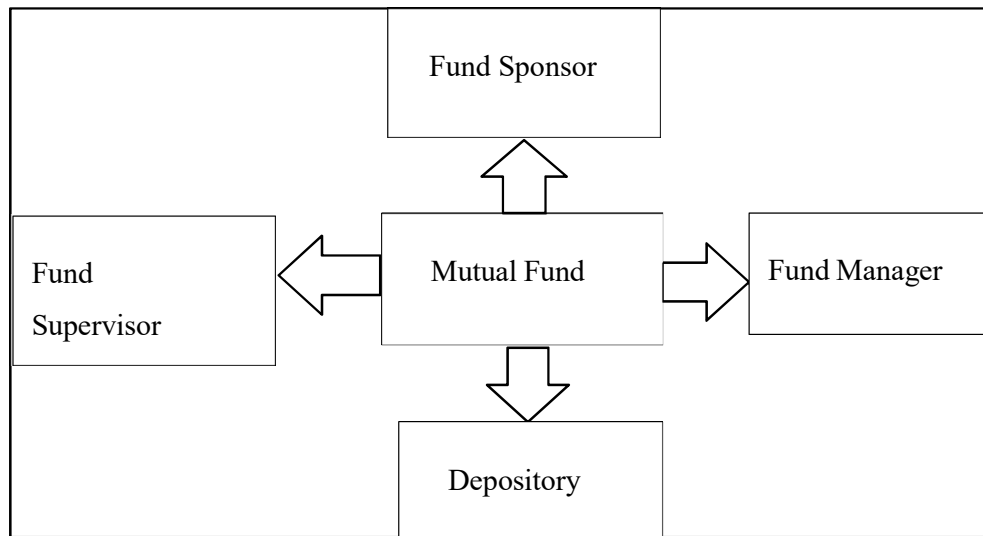 Fund Sponsor
Fund
Supervisor
Mutual Fund
Fund Manager
Depository